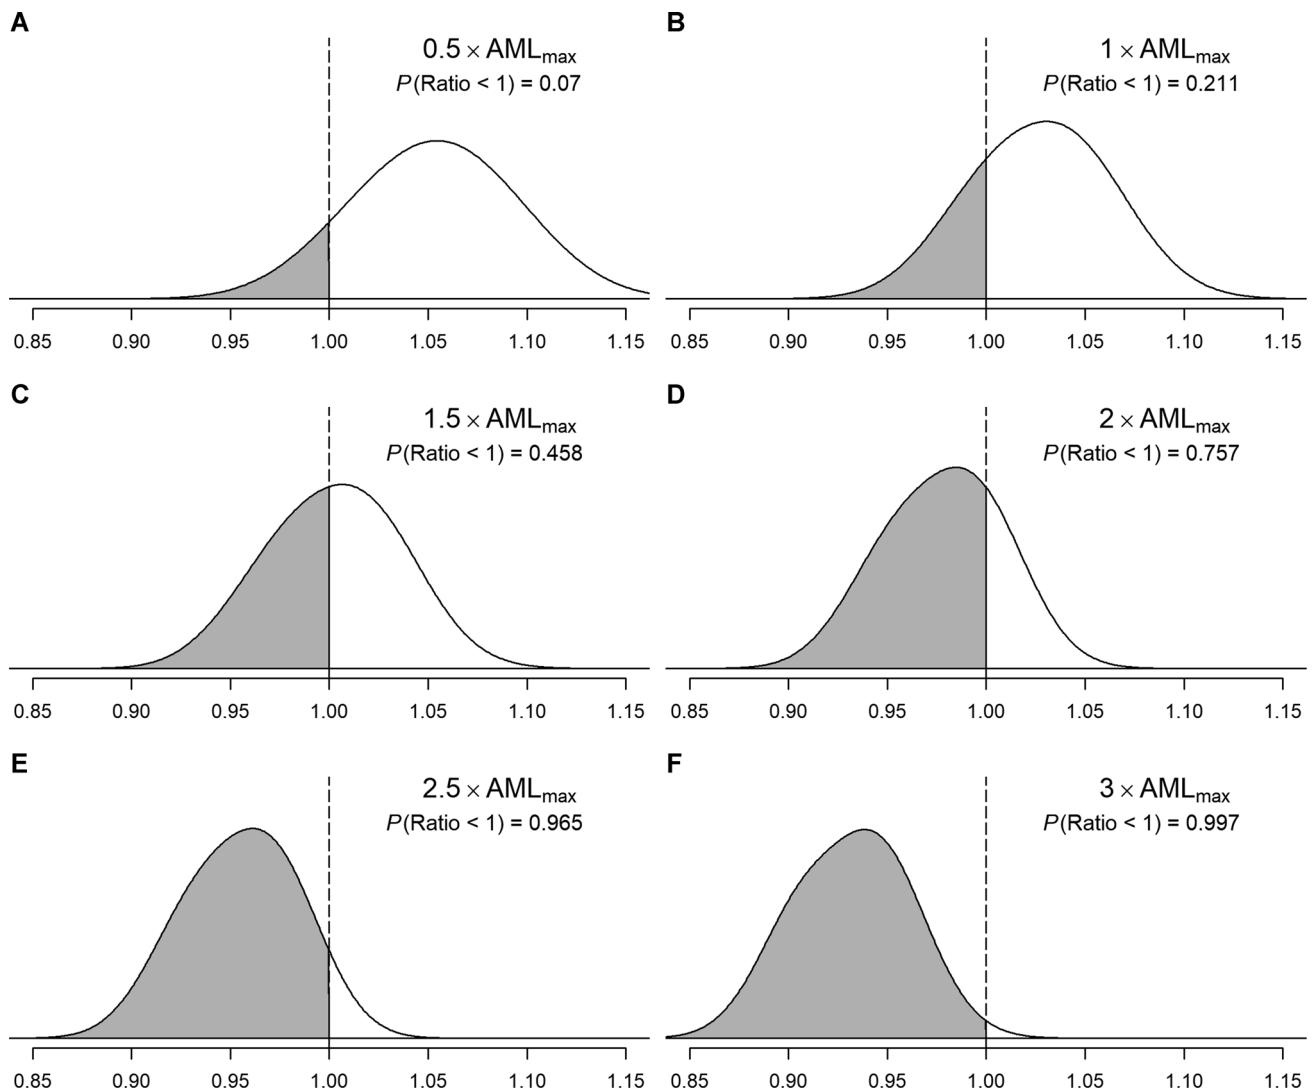 A
0.5 × AMLmax
P(Ratio < 1) = 0.07
0.85 0.90 0.95 1.00 1.05 1.10 1.15
B
1 × AMLmax
P(Ratio < 1) = 0.211
0.85 0.90 0.95 1.00 1.05 1.10 1.15
C
1.5 × AMLmax
P(Ratio < 1) = 0.458
0.85 0.90 0.95 1.00 1.05 1.10 1.15
D
2 × AMLmax
P(Ratio < 1) = 0.757
0.85 0.90 0.95 1.00 1.05 1.10 1.15
E
2.5 × AMLmax
P(Ratio < 1) = 0.965
0.85 0.90 0.95 1.00 1.05 1.10 1.15
F
3 × AMLmax
P(Ratio < 1) = 0.997
0.85 0.90 0.95 1.00 1.05 1.10 1.15